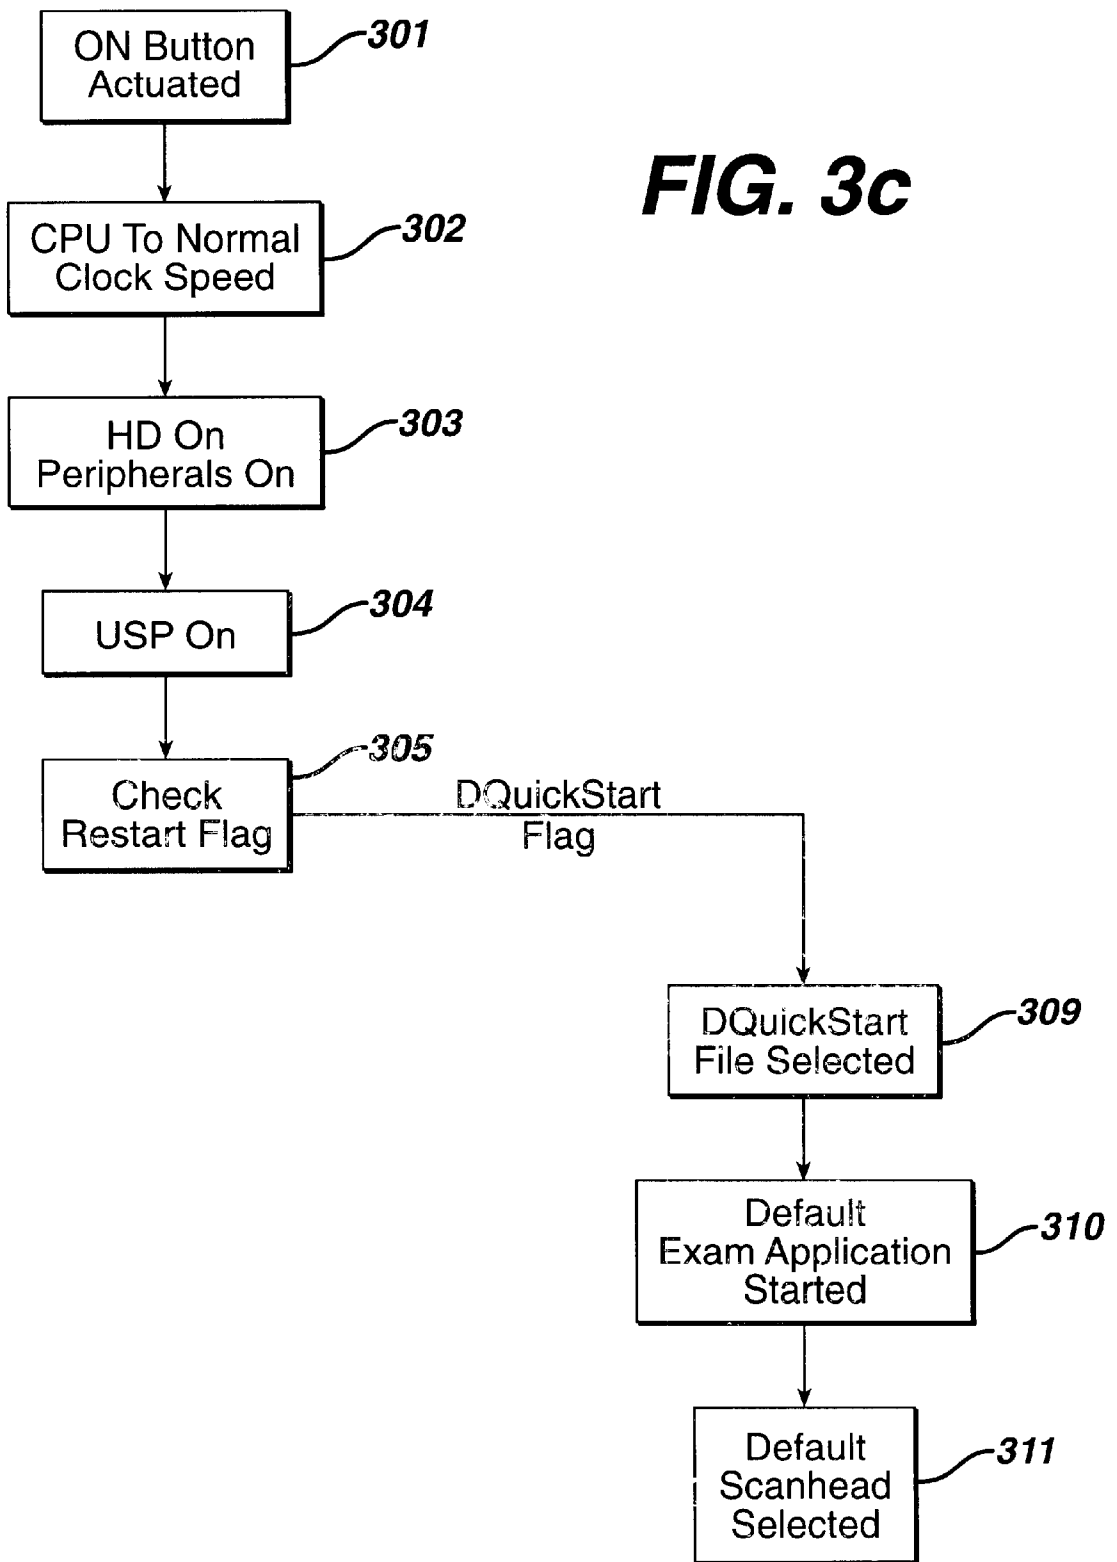 ON Button
Actuated
301
FIG. 3c
CPU To Normal
Clock Speed
302
HD On
Peripherals On
303
USP On
304
Check
Restart Flag
305
DQuickStart
Flag
DQuickStart
File Selected
309
Default
Exam Application
Started
310
Default
Scanhead
Selected
311